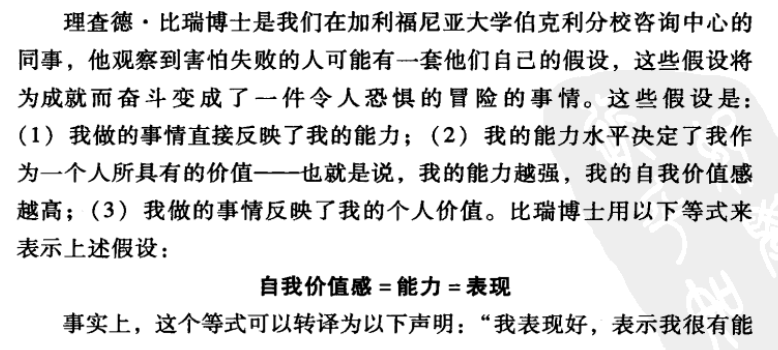 理查德·比瑞博士是我们在加利福尼亚大学伯克利分校咨询中心的
同事，他观察到害怕失败的人可能有一套他们自己的假设，这些假设将
为成就而奋斗变成了一件令人恐惧的冒险的事情。这些假设是：
（1）我做的事情直接反映了我的能力；（2）我的能力水平决定了我作
为一个人所具有的价值——也就是说，我的能力越强，我的自我价值感
越高；（3）我做的事情反映了我的个人价值。比瑞博士用以下等式来
表示上述假设：
自我价值感＝能力＝表现
事实上，这个等式可以转译为以下声明：“我表现好，表示我很有能